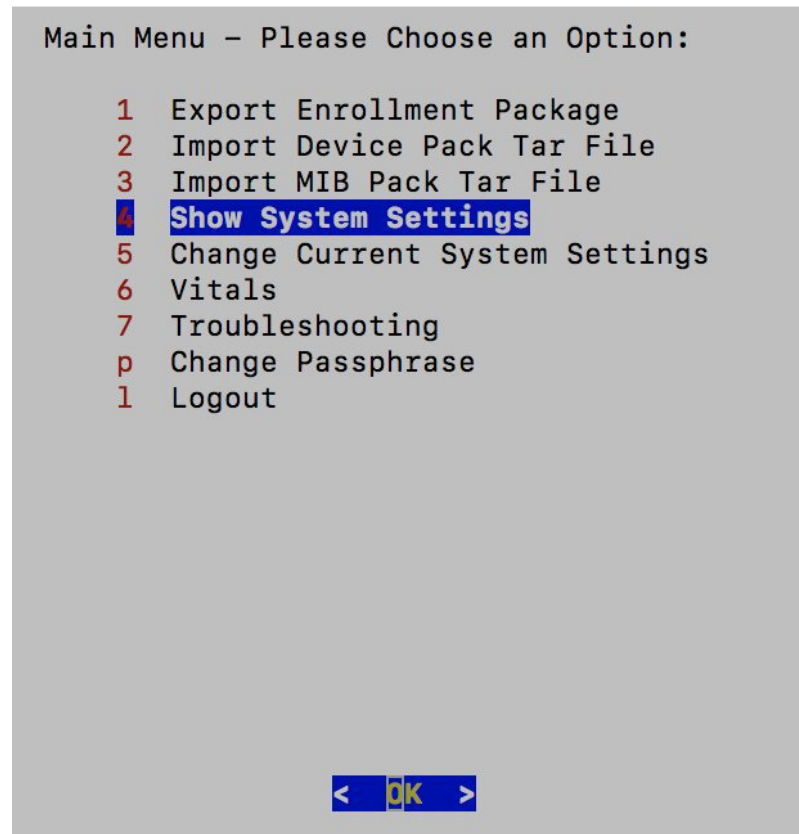 Main Menu – Please Choose an Option:
1 Export Enrollment Package
2 Import Device Pack Tar File
3 Import MIB Pack Tar File
4 Show System Settings
5 Change Current System Settings
6 Vitals
7 Troubleshooting
p Change Passphrase
l Logout
< OK >